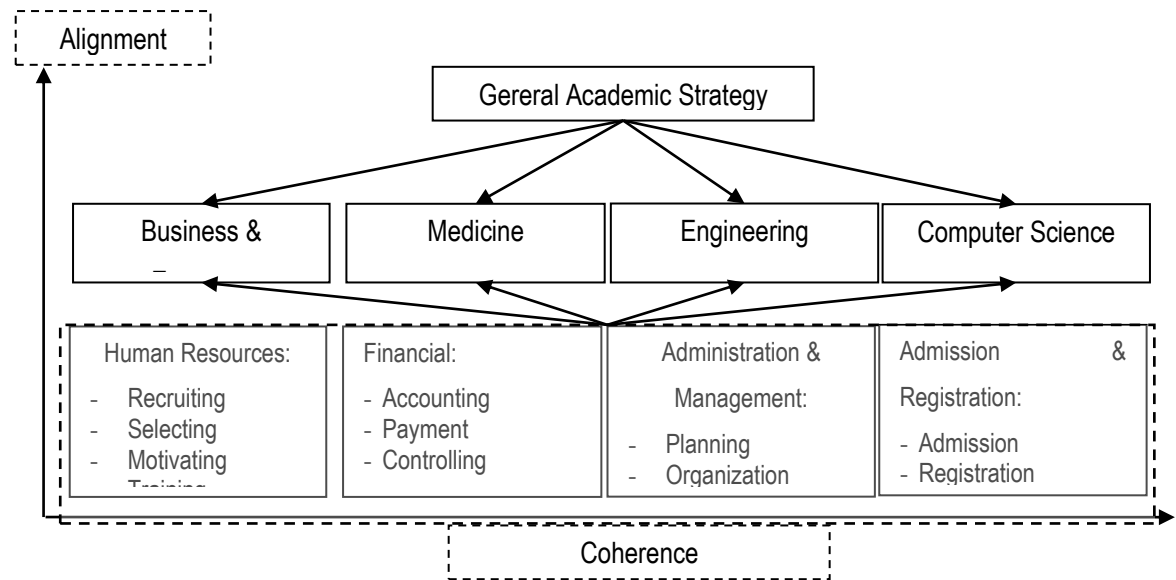 Alignment
Gereral Academic Strategy
Business &
Medicine
Engineering
Computer Science
Human Resources:
- Recruiting
- Selecting
- Motivating
Financial:
- Accounting
- Payment
- Controlling
Administration &
Management:
- Planning
- Organization
Admission &
Registration:
- Admission
- Registration
Coherence